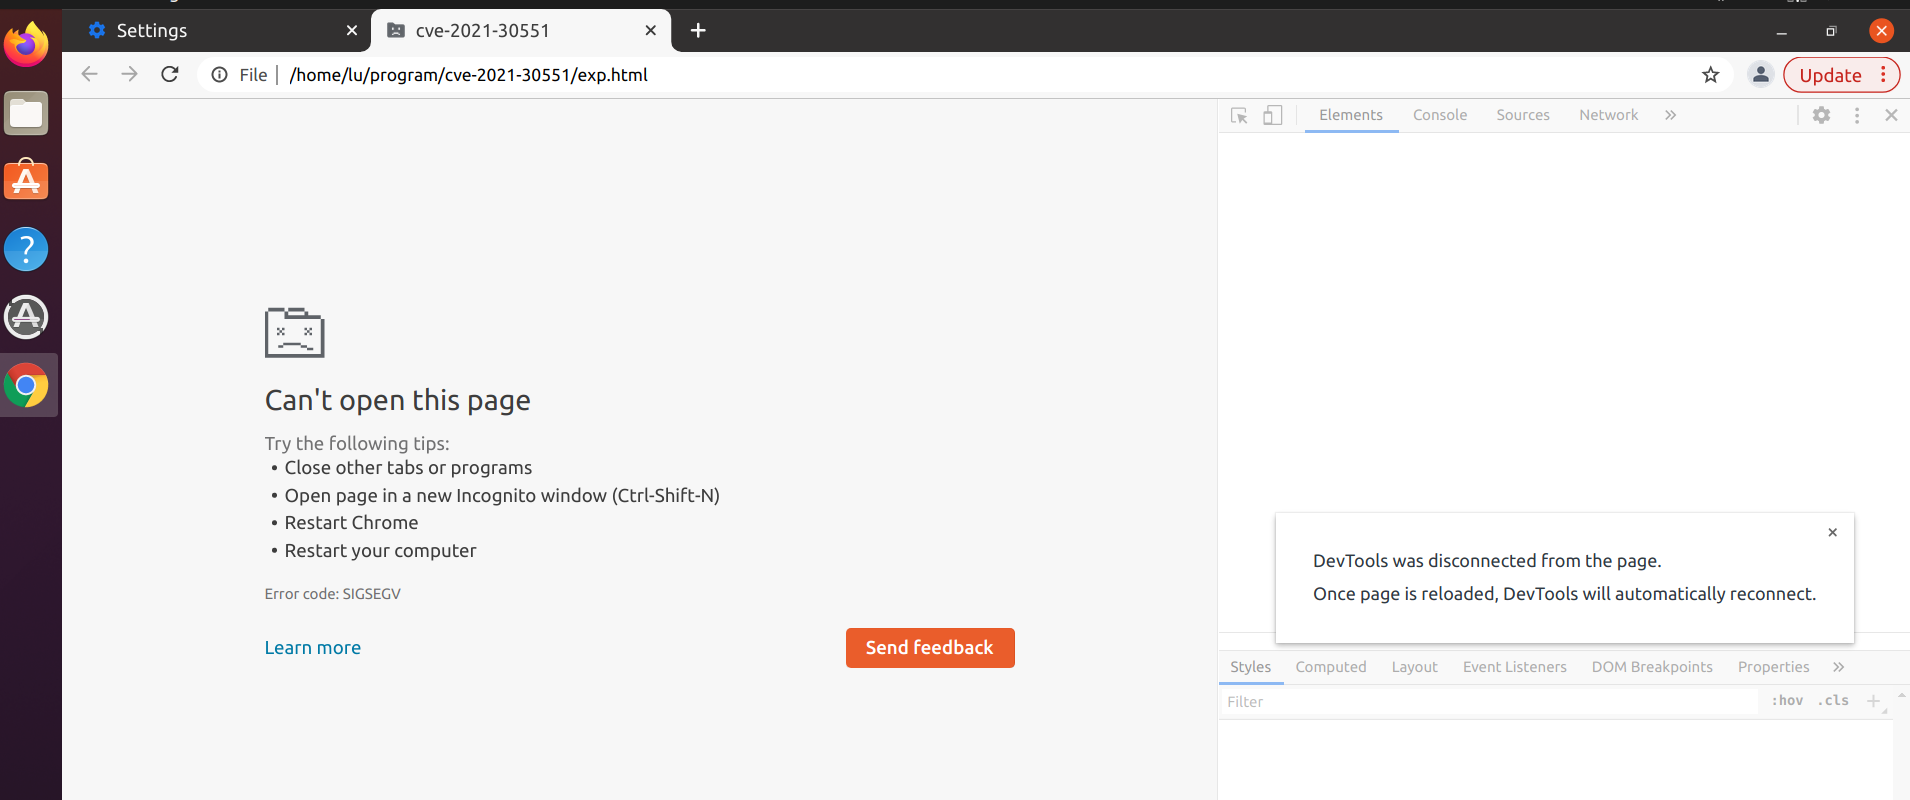 Settings
cve-2021-30551
File | /home/lu/program/cve-2021-30551/exp.html
Update
Elements Console Sources Network
Can't open this page
Try the following tips:
• Close other tabs or programs
• Open page in a new Incognito window (Ctrl-Shift-N)
• Restart Chrome
• Restart your computer
Error code: SIGSEGV
Learn more
Send feedback
DevTools was disconnected from the page.
Once page is reloaded, DevTools will automatically reconnect.
Styles Computed Layout Event Listeners DOM Breakpoints Properties
Filter
:hov .cls